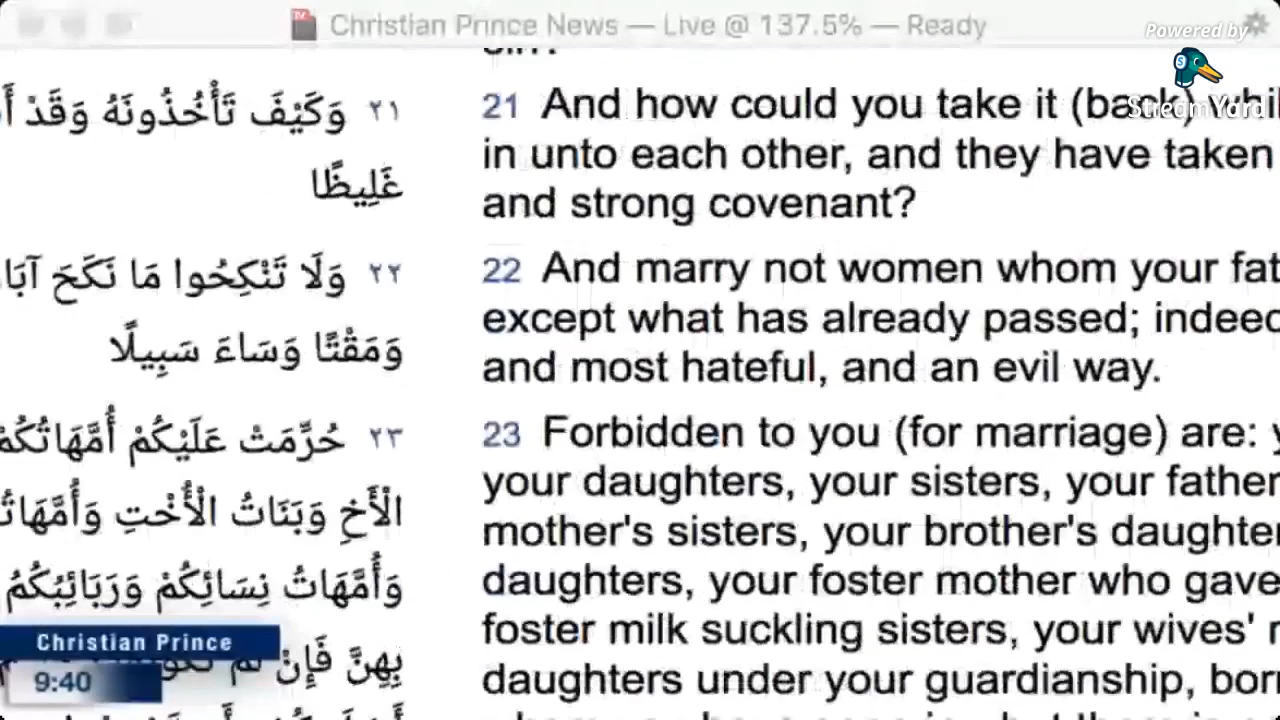 Christian Prince News — Live @ 137.5% — Ready
Powered by
StreamYard
٢١ وَكَيْفَ تَأْخُذُونَهُ وَقَدْ
غَلِيظًا
٢٢ وَلَا تَنْكِحُوا مَا نَكَحَ آبَا
وَمَقْتًا وَسَاءَ سَبِيلًا
٢٣ حُرِّمَتْ عَلَيْكُمْ أُمَّهَاتُكُمْ
الْأَخِ وَبَنَاتُ الْأُخْتِ وَأُمَّهَاتُ
وَأُمَّهَاتُ نِسَائِكُمْ وَرَبَائِبُكُمُ
بِهِنَّ فَإِنْ لَمْ
21 And how could you take it (back) whil
in unto each other, and they have taken
and strong covenant?
22 And marry not women whom your fat
except what has already passed; indeed
and most hateful, and an evil way.
23 Forbidden to you (for marriage) are: y
your daughters, your sisters, your father
mother's sisters, your brother's daughter
daughters, your foster mother who gave
foster milk suckling sisters, your wives' m
daughters under your guardianship, born
Christian Prince
9:40